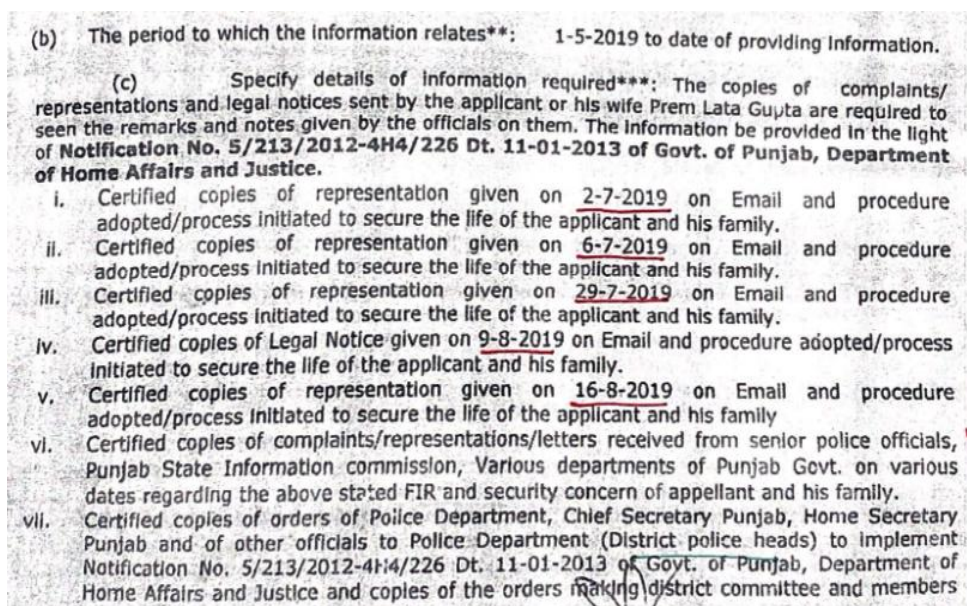 (b) The period to which the information relates**: 1-5-2019 to date of providing Information.
(c) Specify details of information required***: The copies of complaints/
representations and legal notices sent by the applicant or his wife Prem Lata Gupta are required to
seen the remarks and notes given by the officials on them. The Information be provided in the light
of Notification No. 5/213/2012-4H4/226 Dt. 11-01-2013 of Govt. of Punjab, Department
of Home Affairs and Justice.
i. Certified copies of representation given on 2-7-2019 on Email and procedure
adopted/process initiated to secure the life of the applicant and his family.
ii. Certified copies of representation given on 6-7-2019 on Email and procedure
adopted/process initiated to secure the life of the applicant and his family.
iii. Certified copies of representation given on 29-7-2019 on Email and procedure
adopted/process initiated to secure the life of the applicant and his family.
iv. Certified copies of Legal Notice given on 9-8-2019 on Email and procedure adopted/process
initiated to secure the life of the applicant and his family.
v. Certified copies of representation given on 16-8-2019 on Email and procedure
adopted/process initiated to secure the life of the applicant and his family
vi. Certified copies of complaints/representations/letters received from senior police officials,
Punjab State Information commission, Various departments of Punjab Govt. on various
dates regarding the above stated FIR and security concern of appellant and his family.
vii. Certified copies of orders of Police Department, Chief Secretary Punjab, Home Secretary
Punjab and of other officials to Police Department (District police heads) to implement
Notification No. 5/213/2012-4H4/226 Dt. 11-01-2013 of Govt. of Punjab, Department of
Home Affairs and Justice and copies of the orders making district committee and members